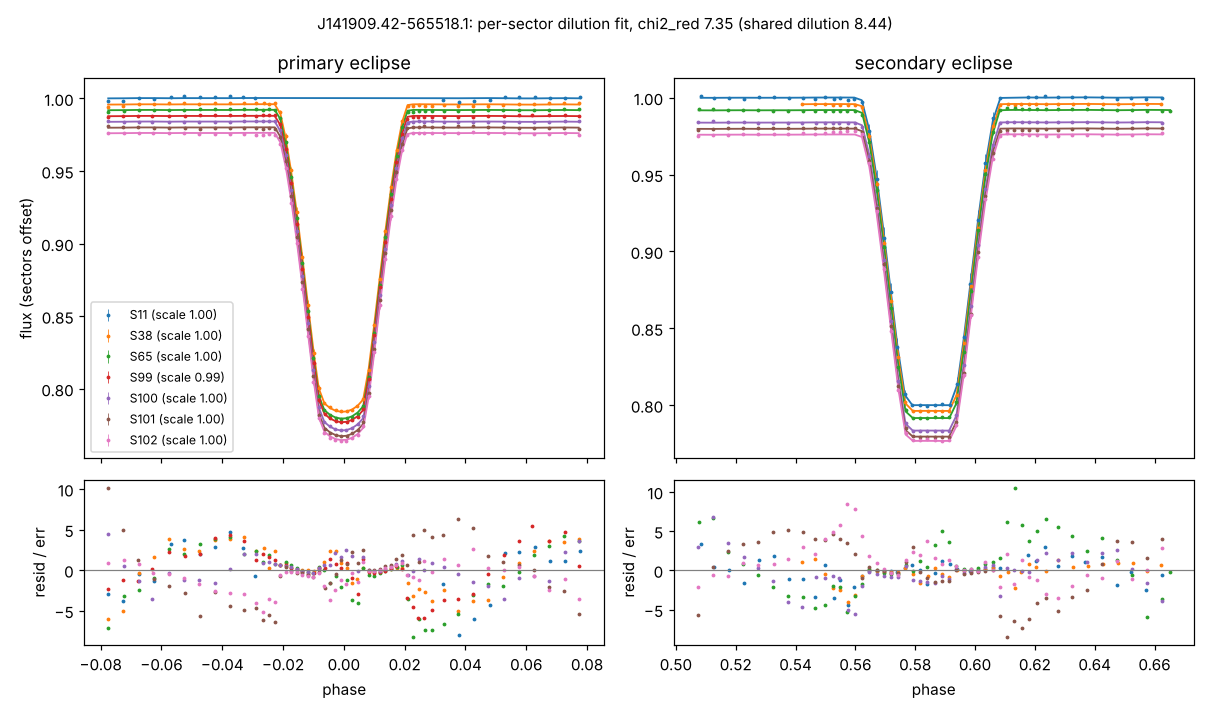 J141909.42-565518.1: per-sector dilution fit, chi2_red 7.35 (shared dilution 8.44)
primary eclipse
secondary eclipse
flux (sectors offset)
1.00
0.95
0.90
0.85
0.80
S11 (scale 1.00)
S38 (scale 1.00)
S65 (scale 1.00)
S99 (scale 0.99)
S100 (scale 1.00)
S101 (scale 1.00)
S102 (scale 1.00)
1.00
0.95
0.90
0.85
0.80
resid / err
10
5
0
−5
−0.08 −0.06 −0.04 −0.02 0.00 0.02 0.04 0.06 0.08
phase
resid / err
10
5
0
−5
0.50 0.52 0.54 0.56 0.58 0.60 0.62 0.64 0.66
phase